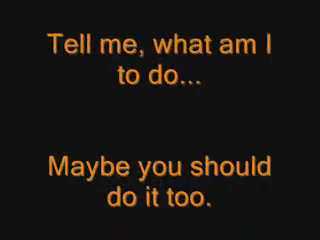 Tell me, what am I
to do...
Maybe you should
do it too.